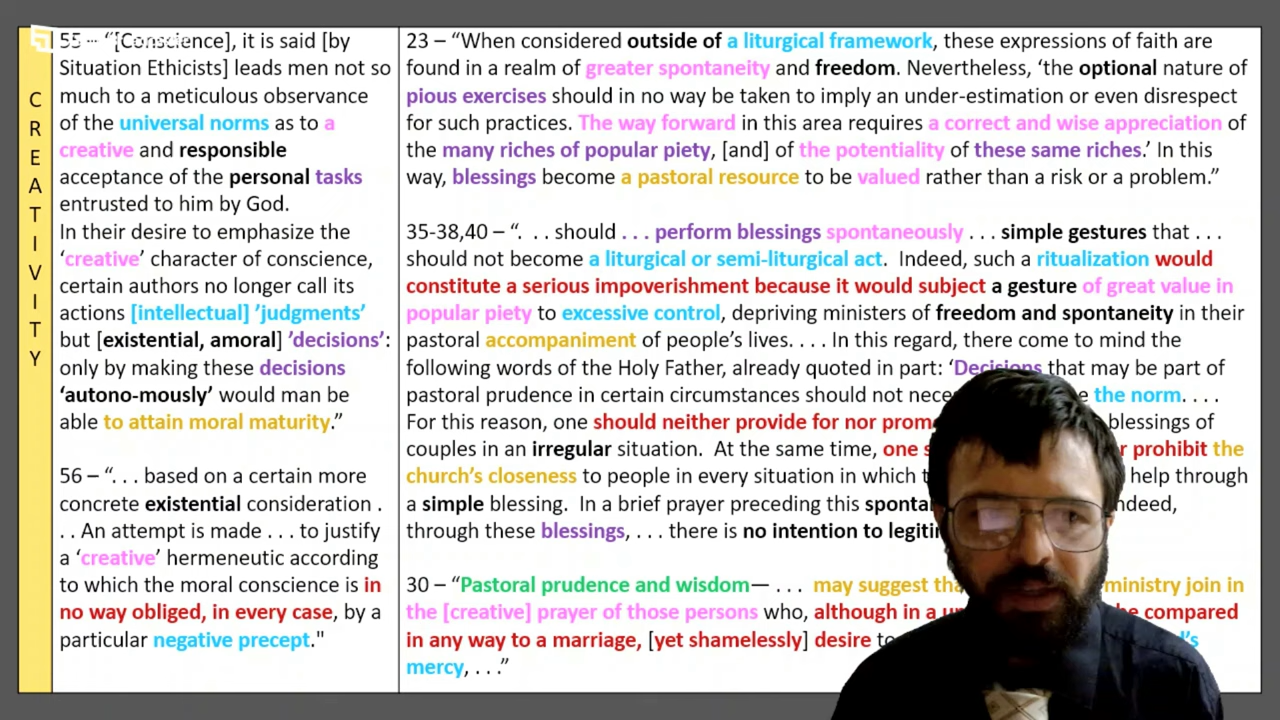 C
R
E
A
T
I
V
I
T
Y
55 – “[Conscience], it is said [by
Situation Ethicists] leads men not so
much to a meticulous observance
of the universal norms as to a
creative and responsible
acceptance of the personal tasks
entrusted to him by God.
In their desire to emphasize the
‘creative’ character of conscience,
certain authors no longer call its
actions [intellectual] ’judgments’
but [existential, amoral] ’decisions’:
only by making these decisions
‘autono-mously’ would man be
able to attain moral maturity.”
56 – “. . . based on a certain more
concrete existential consideration .
. . An attempt is made . . . to justify
a ‘creative’ hermeneutic according
to which the moral conscience is in
no way obliged, in every case, by a
particular negative precept."
23 – “When considered outside of a liturgical framework, these expressions of faith are
found in a realm of greater spontaneity and freedom. Nevertheless, ‘the optional nature of
pious exercises should in no way be taken to imply an under-estimation or even disrespect
for such practices. The way forward in this area requires a correct and wise appreciation of
the many riches of popular piety, [and] of the potentiality of these same riches.’ In this
way, blessings become a pastoral resource to be valued rather than a risk or a problem.”
35-38,40 – “. . . should . . . perform blessings spontaneously . . . simple gestures that . . .
should not become a liturgical or semi-liturgical act. Indeed, such a ritualization would
constitute a serious impoverishment because it would subject a gesture of great value in
popular piety to excessive control, depriving ministers of freedom and spontaneity in their
pastoral accompaniment of people’s lives. . . . In this regard, there come to mind the
following words of the Holy Father, already quoted in part: ‘Decisions that may be part of
pastoral prudence in certain circumstances should not the norm. . . .
For this reason, one should neither provide for nor blessings of
couples in an irregular situation. At the same time, one prohibit the
church’s closeness to people in every situation in which help through
a simple blessing. In a brief prayer preceding this
through these blessings, . . . there is no intention to
30 – “Pastoral prudence and wisdom— . . . may suggest ministry join in
the [creative] prayer of those persons who, although in a compared
in any way to a marriage, [yet shamelessly] desire
mercy, . . .”